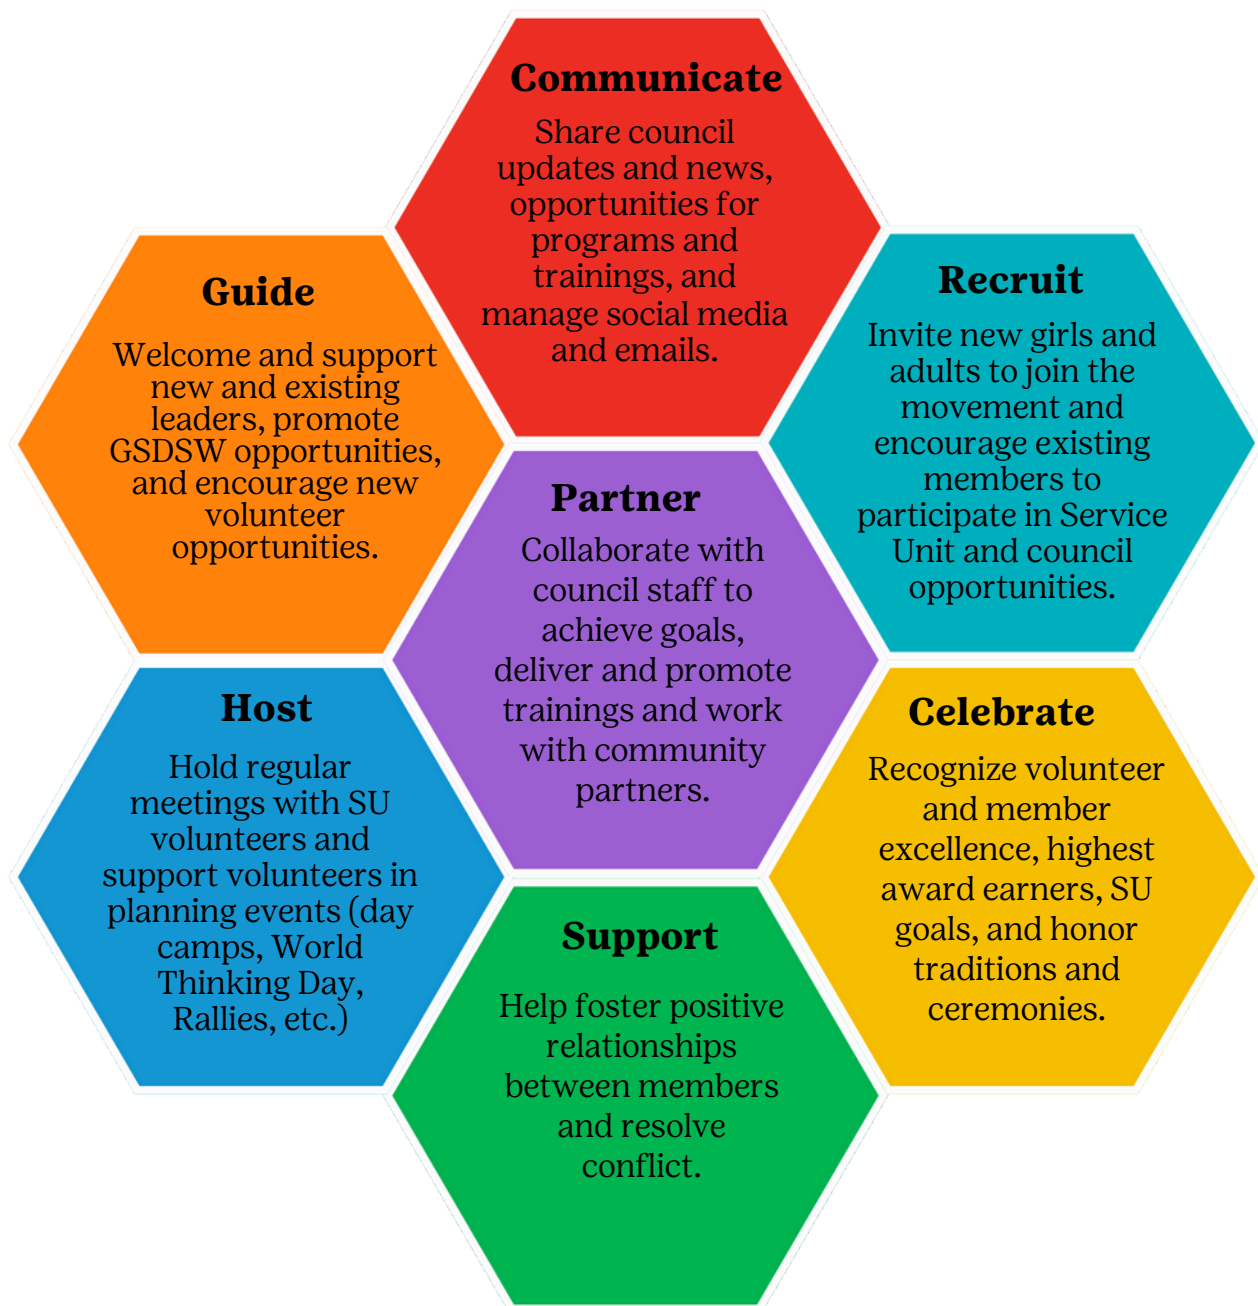 Communicate
Share council
updates and news,
opportunities for
programs and
trainings, and
manage social media
and emails.
Guide
Welcome and support
new and existing
leaders, promote
GSDSW opportunities,
and encourage new
volunteer
opportunities.
Recruit
Invite new girls and
adults to join the
movement and
encourage existing
members to
participate in Service
Unit and council
opportunities.
Partner
Collaborate with
council staff to
achieve goals,
deliver and promote
trainings and work
with community
partners.
Host
Hold regular
meetings with SU
volunteers and
support volunteers in
planning events (day
camps, World
Thinking Day,
Rallies, etc.)
Celebrate
Recognize volunteer
and member
excellence, highest
award earners, SU
goals, and honor
traditions and
ceremonies.
Support
Help foster positive
relationships
between members
and resolve
conflict.